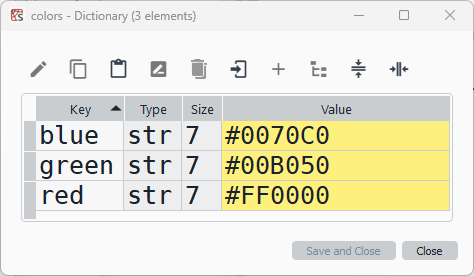 colors - Dictionary (3 elements)
Key Type Size Value
blue str 7 #0070C0
green str 7 #00B050
red str 7 #FF0000
Save and Close Close